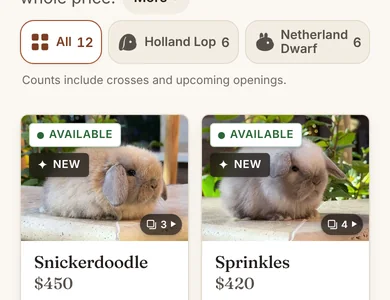 whole price.
More
All 12
Holland Lop 6
Netherland
Dwarf 6
Counts include crosses and upcoming openings.
AVAILABLE
NEW
3
Snickerdoodle
$450
AVAILABLE
NEW
4
Sprinkles
$420